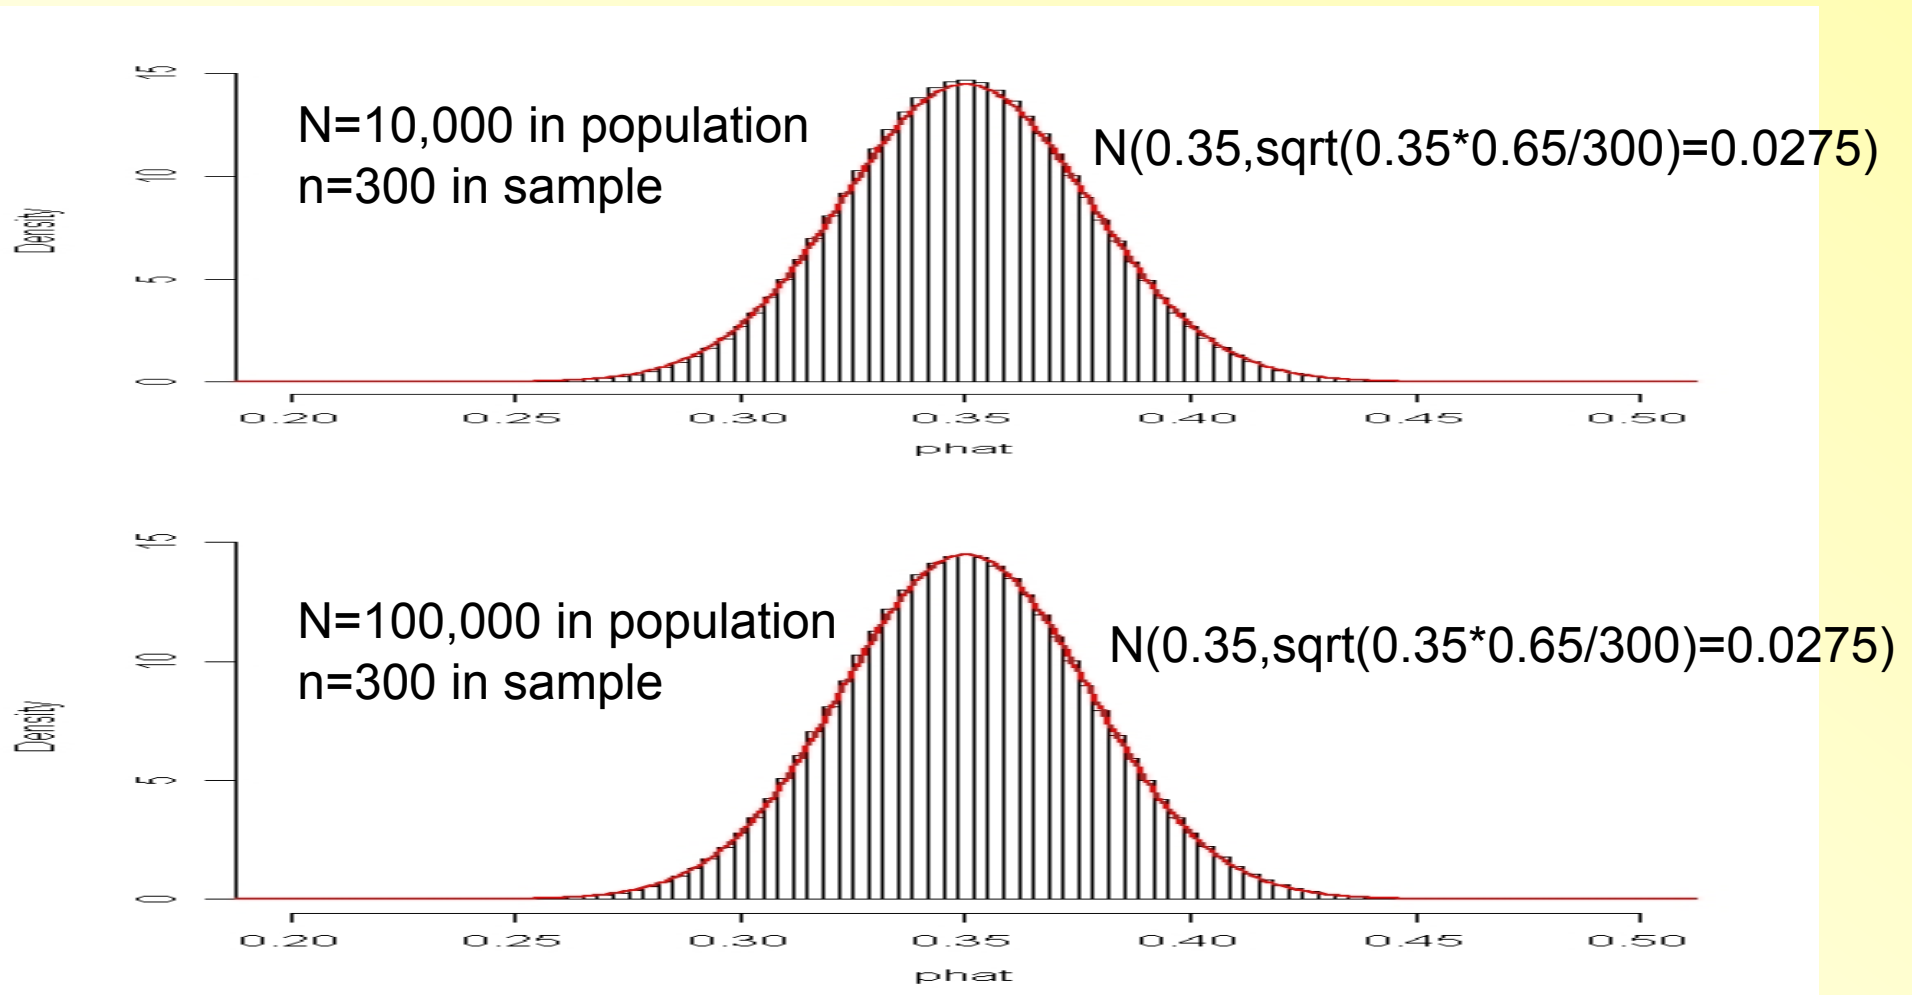 N=10,000 in population
n=300 in sample
N(0.35,sqrt(0.35*0.65/300)=0.0275)
Density
15
10
5
0
0.20 0.25 0.30 0.35 0.40 0.45 0.50
phat
N=100,000 in population
n=300 in sample
N(0.35,sqrt(0.35*0.65/300)=0.0275)
Density
15
10
5
0
0.20 0.25 0.30 0.35 0.40 0.45 0.50
phat